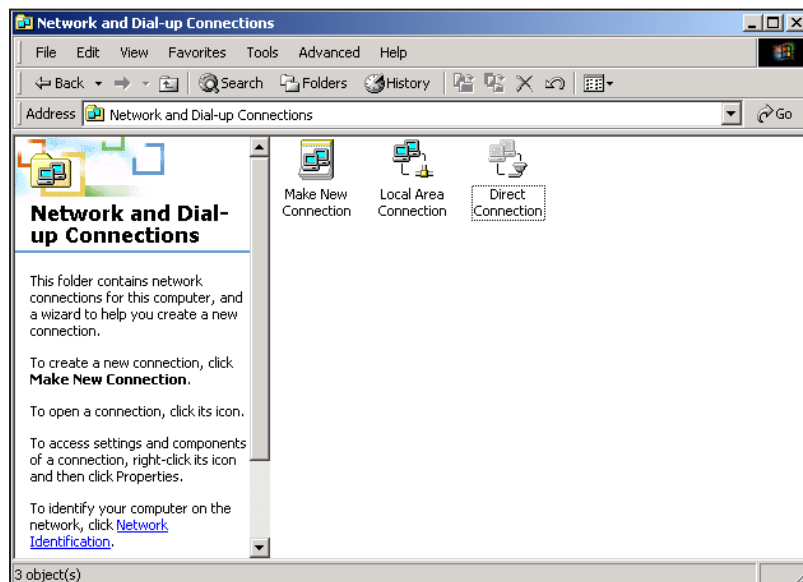 Network and Dial-up Connections
File Edit View Favorites Tools Advanced Help
Back Search Folders History
Address Network and Dial-up Connections Go
Network and Dial-
up Connections
This folder contains network
connections for this computer, and
a wizard to help you create a new
connection.
To create a new connection, click
Make New Connection.
To open a connection, click its icon.
To access settings and components
of a connection, right-click its icon
and then click Properties.
To identify your computer on the
network, click Network
Identification.
Make New
Connection
Local Area
Connection
Direct
Connection
3 object(s)